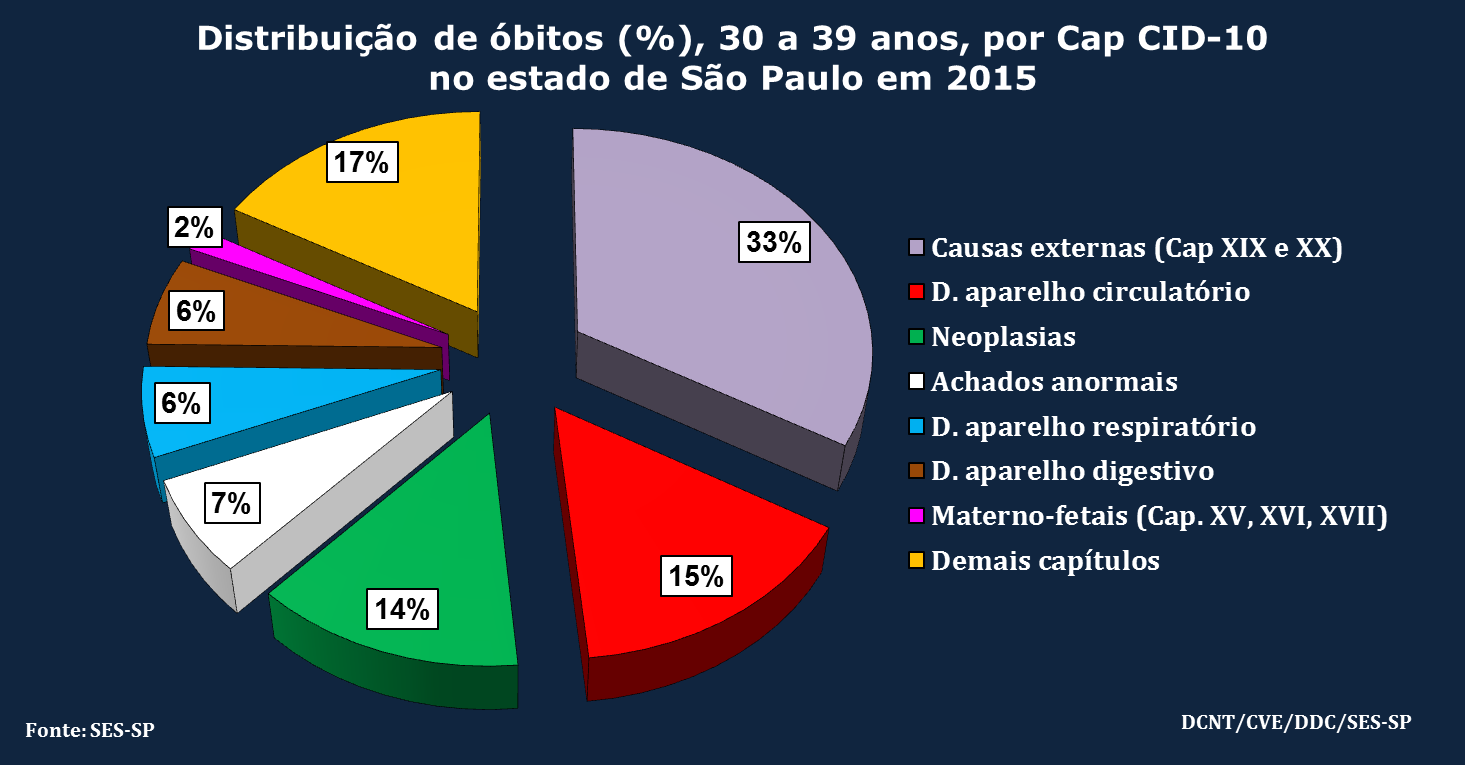 Distribuição de óbitos (%), 30 a 39 anos, por Cap CID-10
no estado de São Paulo em 2015
17%
33%
2%
6%
6%
7%
14%
15%
Causas externas (Cap XIX e XX)
D. aparelho circulatório
Neoplasias
Achados anormais
D. aparelho respiratório
D. aparelho digestivo
Materno-fetais (Cap. XV, XVI, XVII)
Demais capítulos
Fonte: SES-SP
DCNT/CVE/DDC/SES-SP